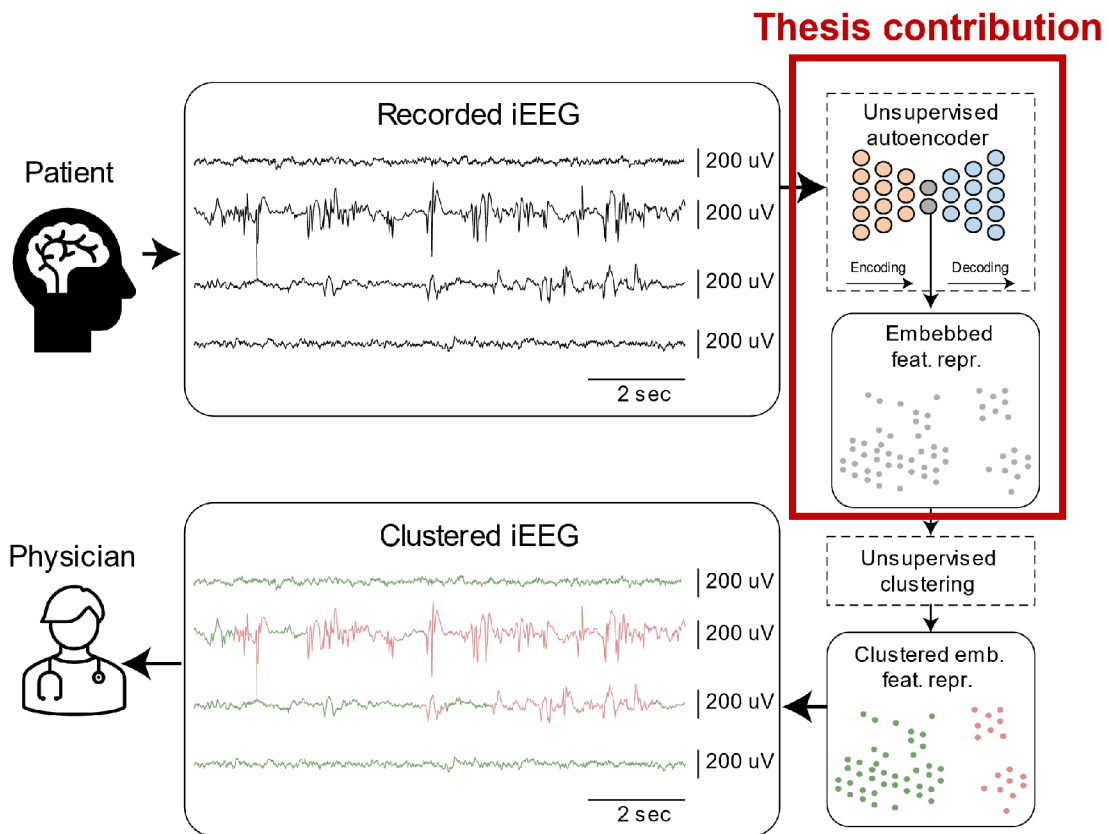 Thesis contribution
Patient
Recorded iEEG
200 uV
200 uV
200 uV
200 uV
2 sec
Unsupervised
autoencoder
Encoding
Decoding
Embebbed
feat. repr.
Unsupervised
clustering
Clustered emb.
feat. repr.
Clustered iEEG
200 uV
200 uV
200 uV
200 uV
2 sec
Physician